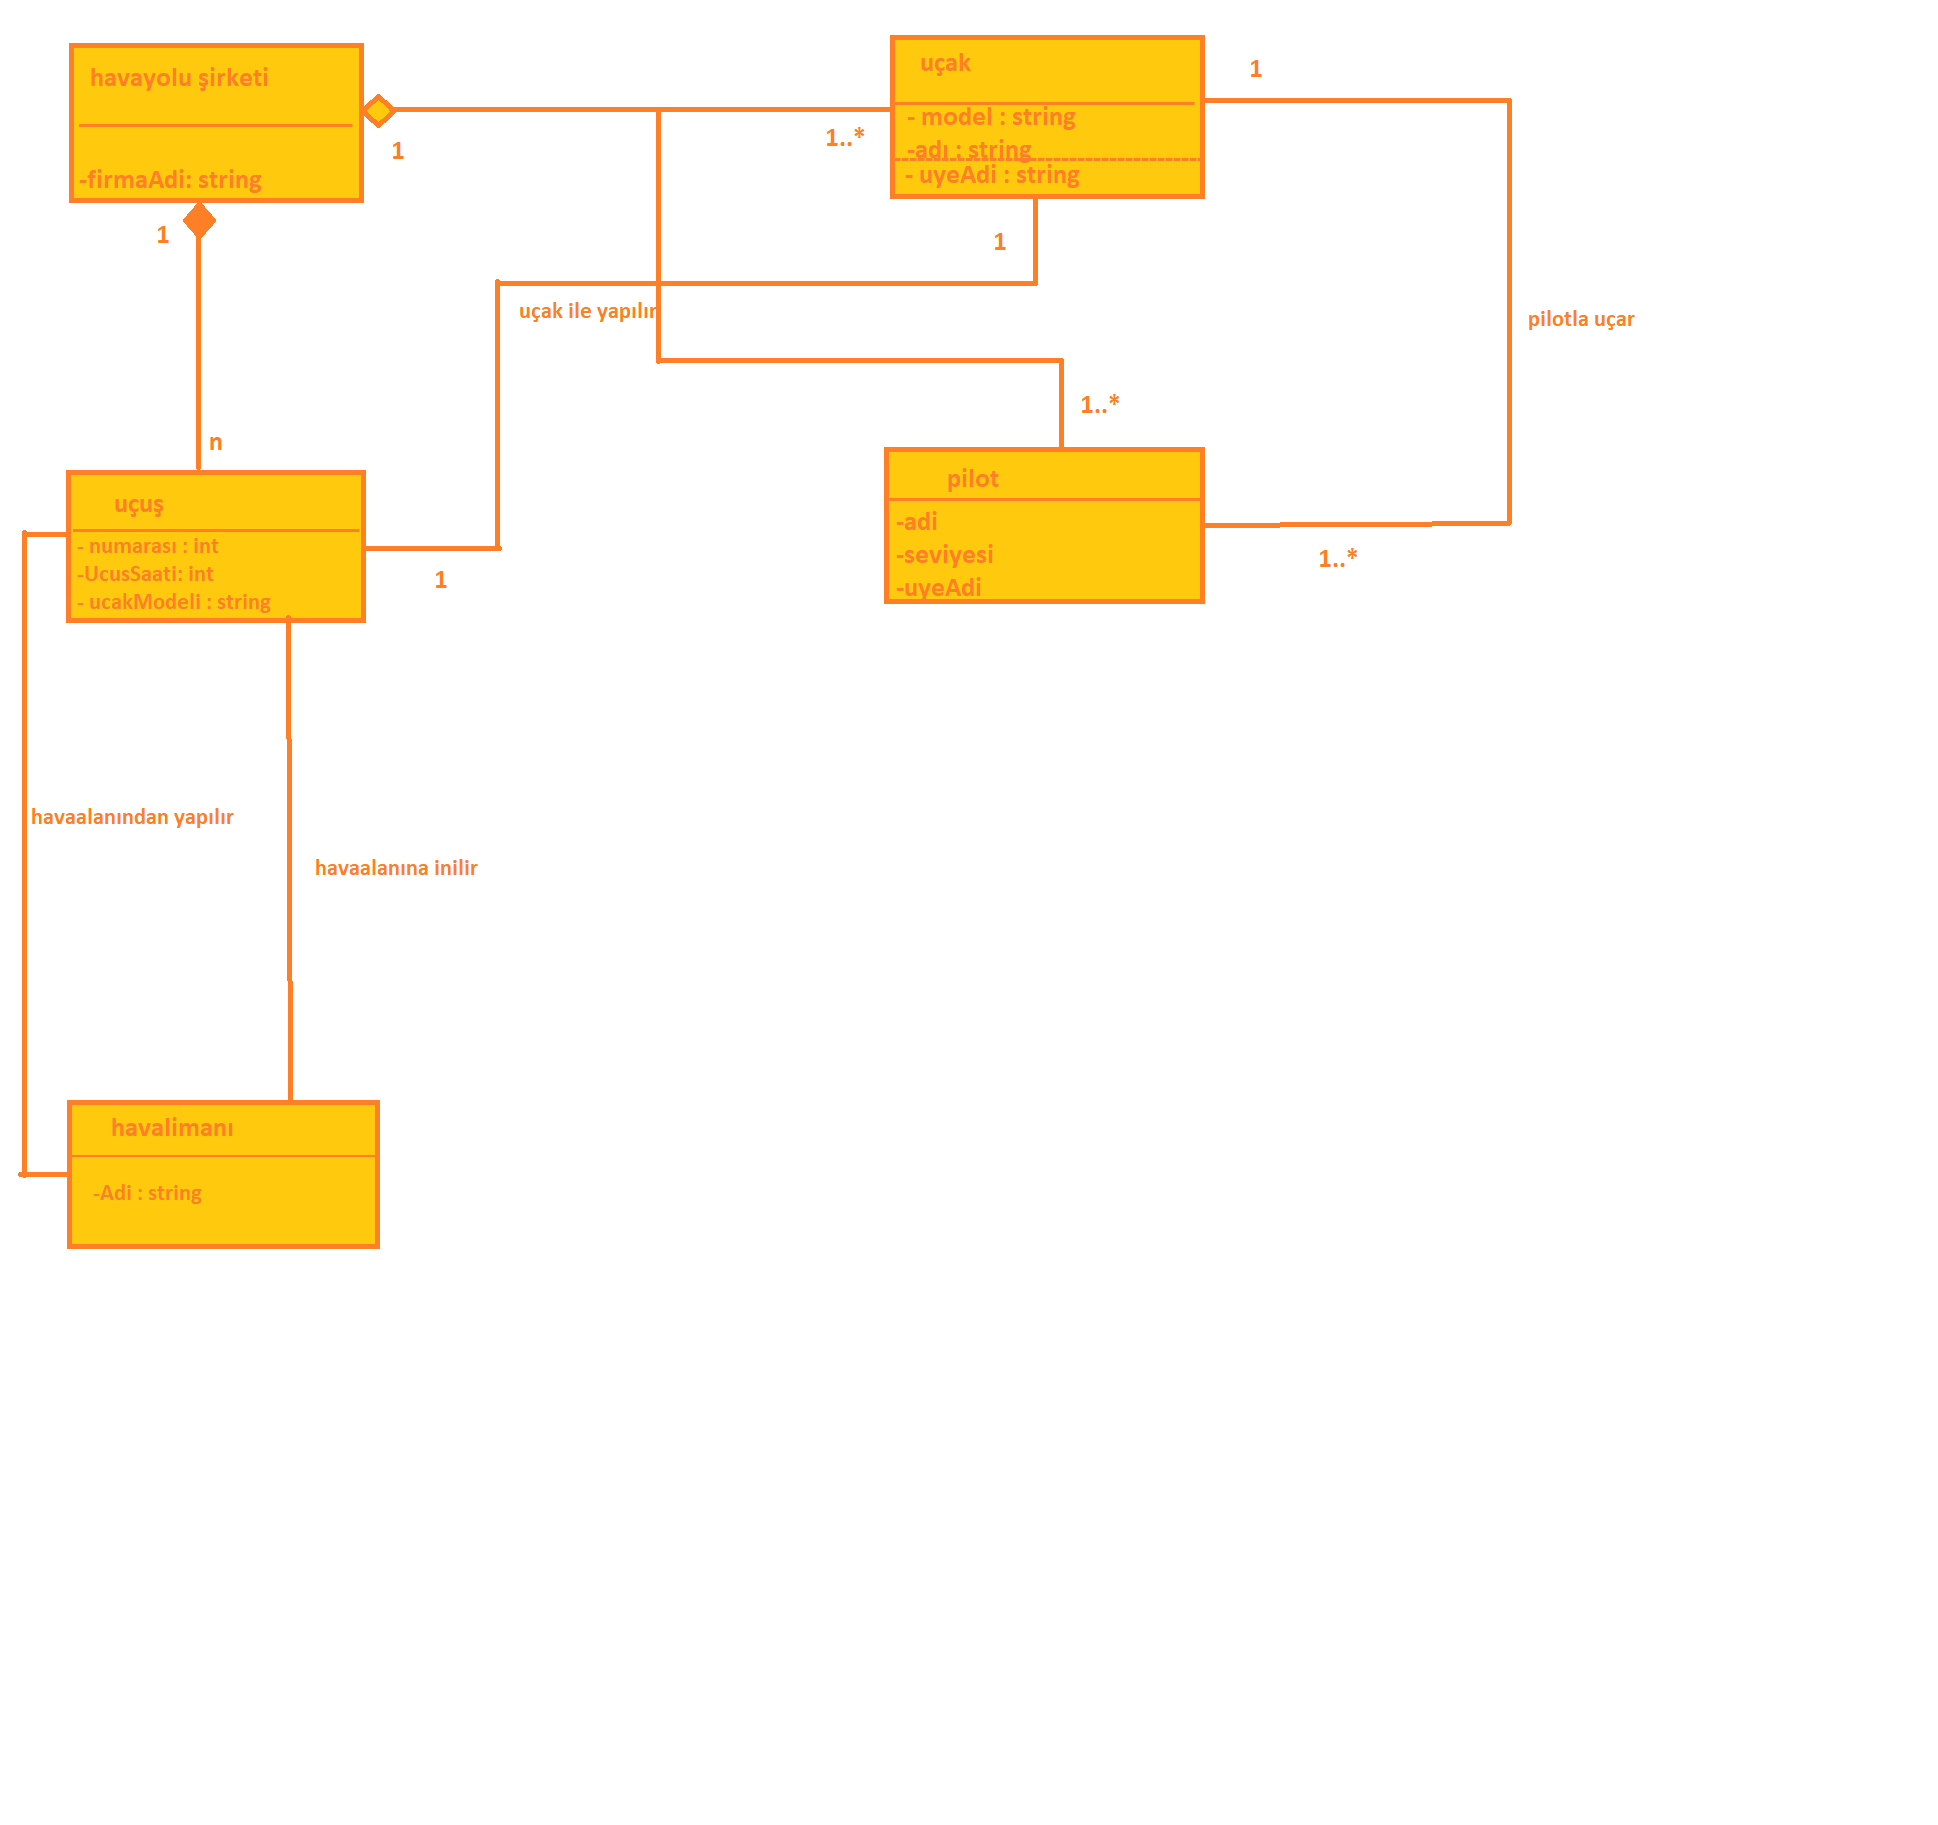 havayolu şirketi
-firmaAdi: string
1
1
n
uçak
- model : string
-adı : string
- uyeAdi : string
1..*
1
1
uçak ile yapılır
pilotla uçar
1..*
pilot
-adi
-seviyesi
-uyeAdi
1..*
uçuş
- numarası : int
-UcusSaati: int
- ucakModeli : string
1
havaalanından yapılır
havaalanına inilir
havalimanı
-Adi : string